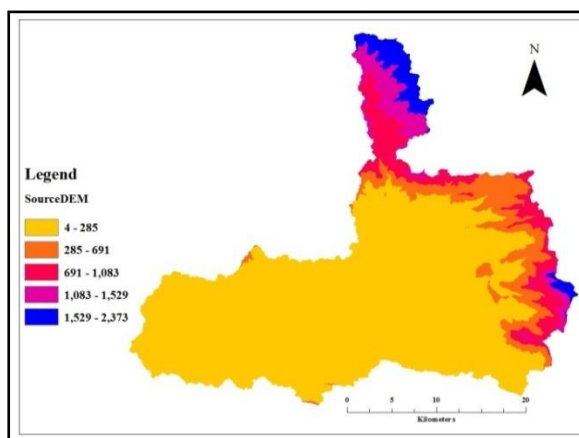 N
Legend
SourceDEM
4 - 285
285 - 691
691 - 1,083
1,083 - 1,529
1,529 - 2,373
0 5 10 20
Kilometers